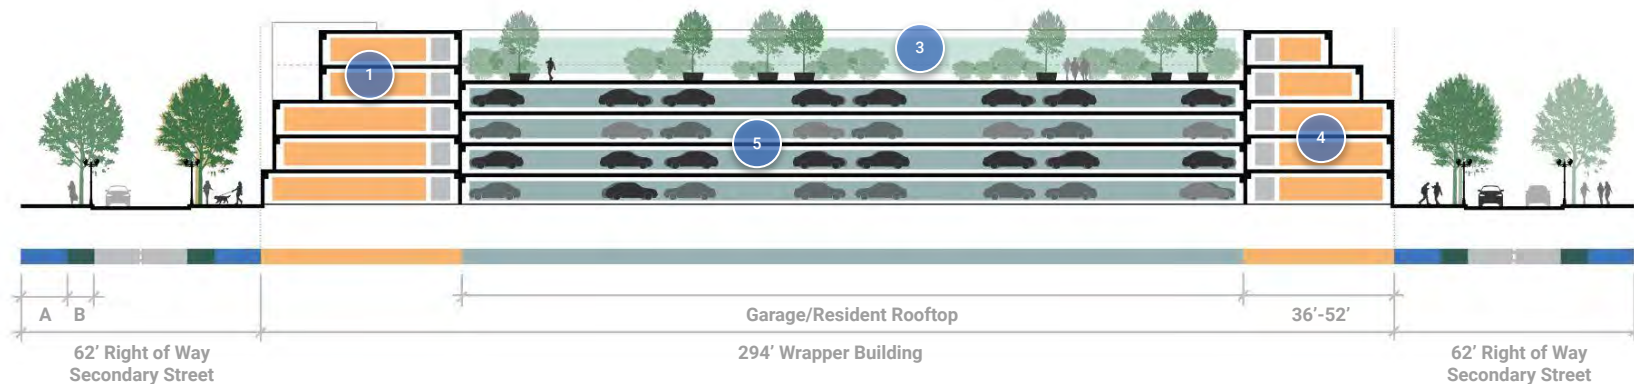 3
1
5
4
A B Garage/Resident Rooftop 36’-52’
62’ Right of Way
Secondary Street
294’ Wrapper Building
62’ Right of Way
Secondary Street